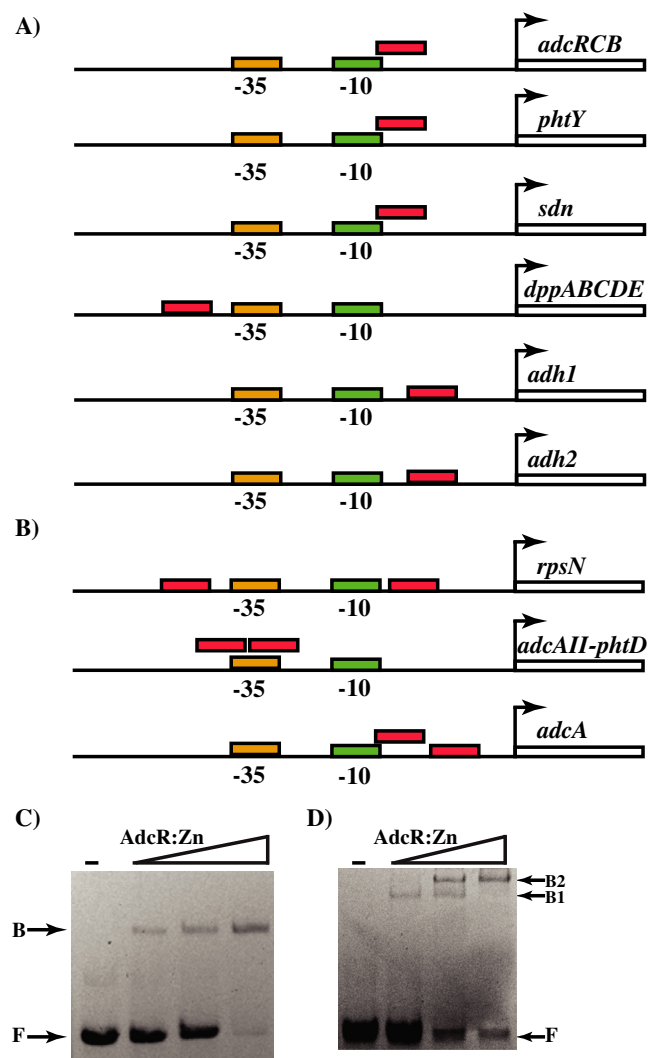 A)
adcRCB
-35 -10
phtY
-35 -10
sdn
-35 -10
dppABCDE
-35 -10
adh1
-35 -10
adh2
-35 -10
B)
rpsN
-35 -10
adcAII-phtD
-35 -10
adcA
-35 -10
C) D)
AdcR:Zn AdcR:Zn
- -
B2
B1
B
F F